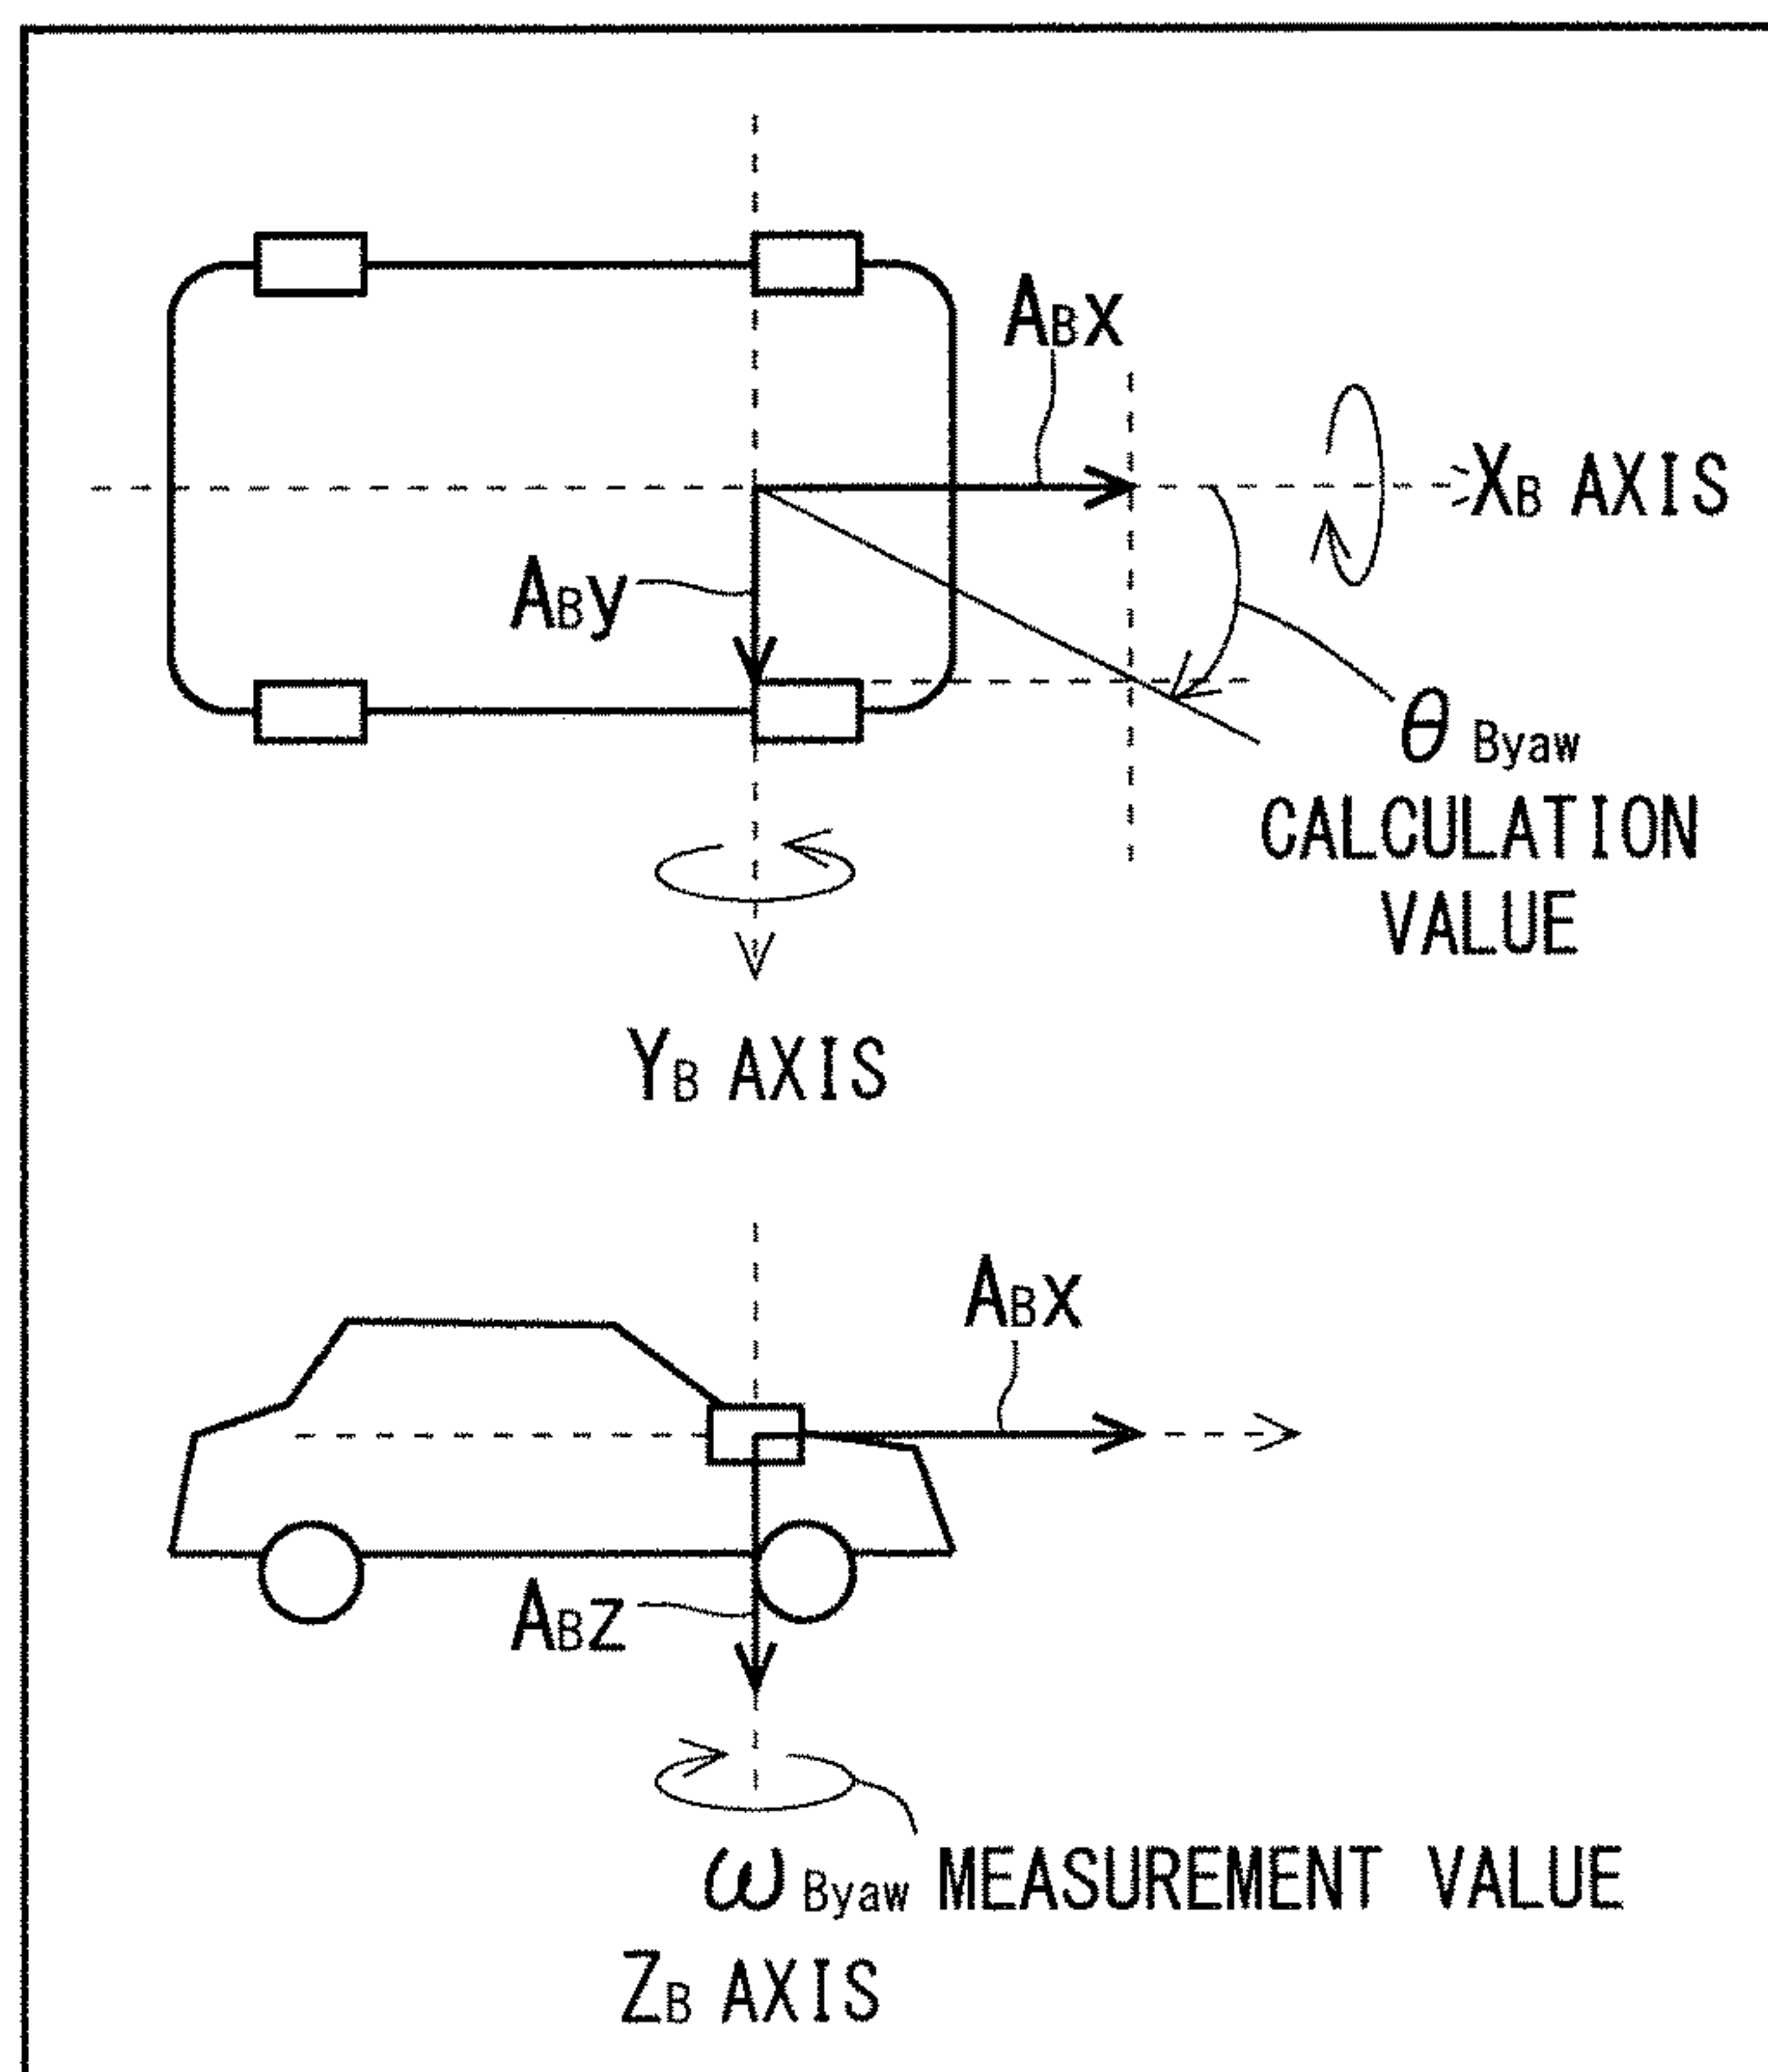 ABx
XB AXIS
ABy
θ Byaw
CALCULATION
VALUE
YB AXIS
ABx
ABz
ω Byaw MEASUREMENT VALUE
ZB AXIS